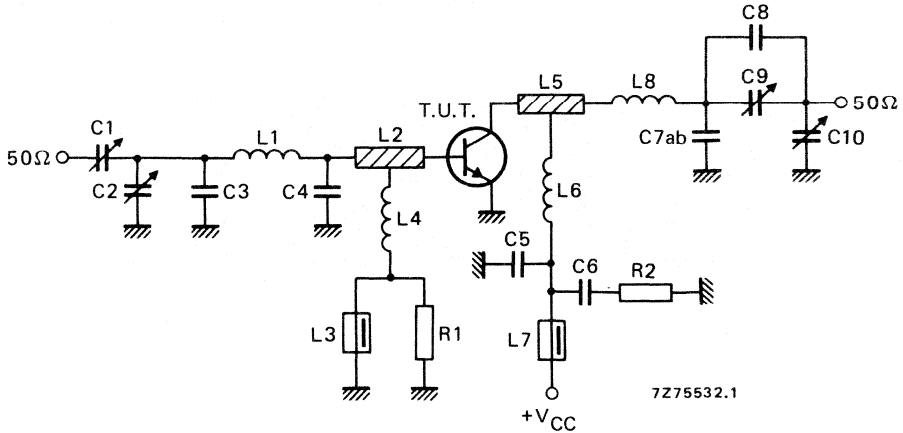 C8
L5
L8
C9
50Ω
T.U.T.
C1
L1
L2
C7ab
C10
50Ω
C2
C3
C4
L4
L6
C5
C6
R2
L3
R1
L7
7Z75532.1
+VCC